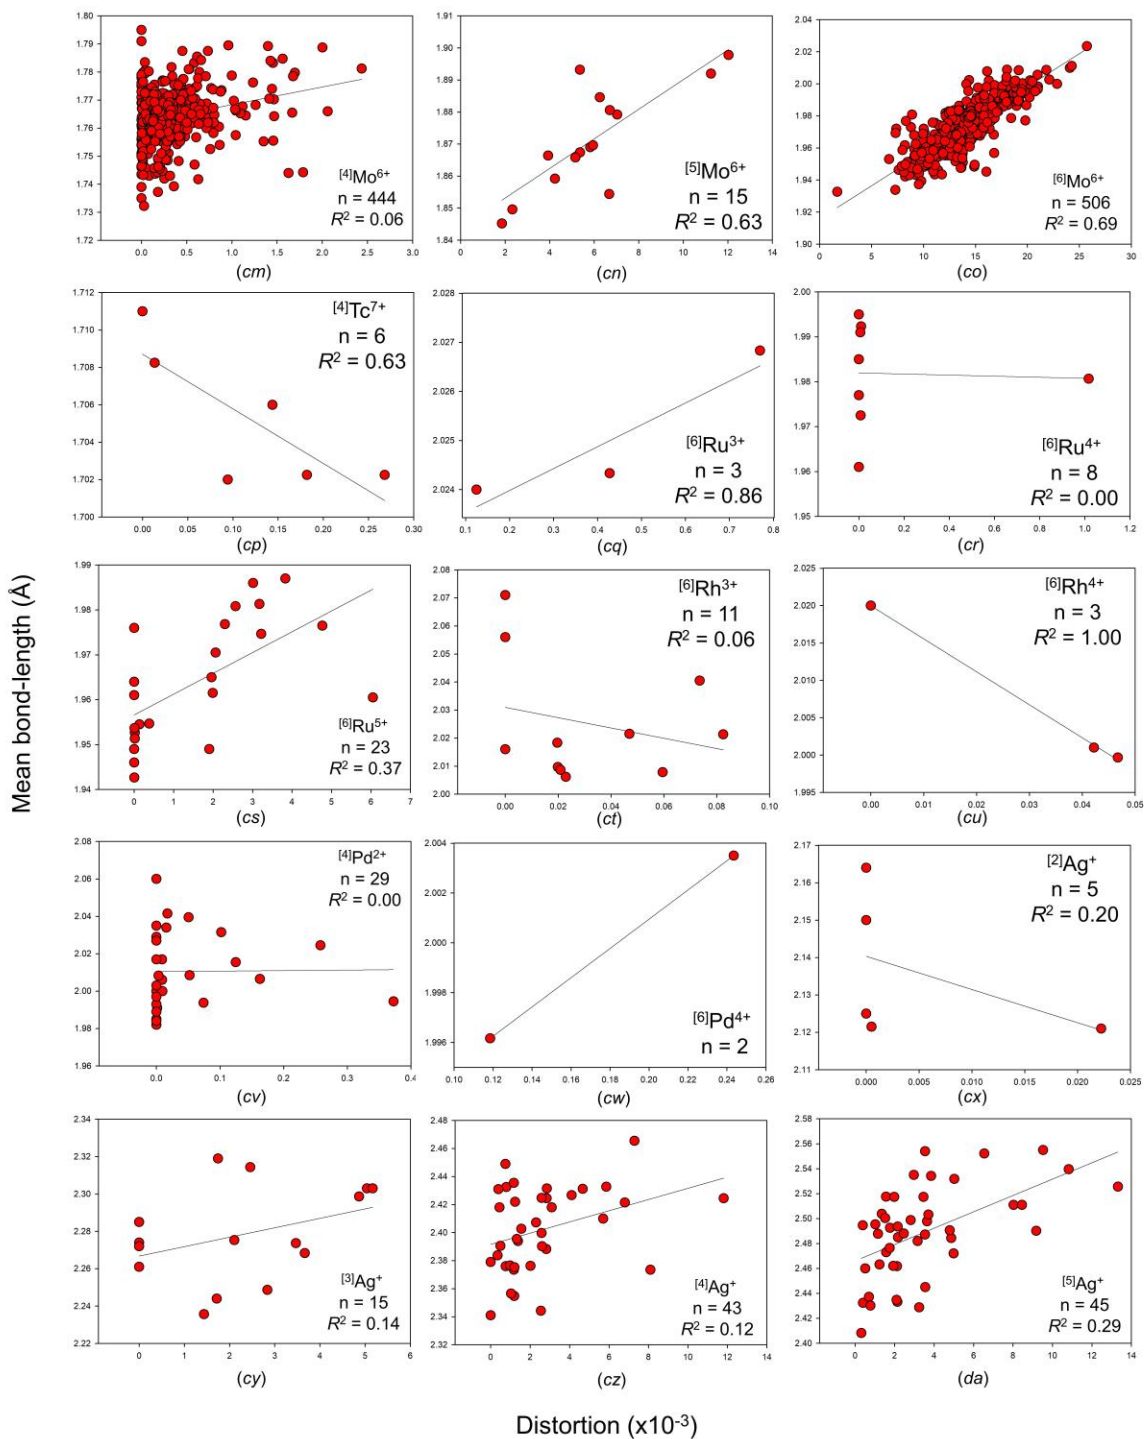 1.80
1.79
1.78
1.77
1.76
1.75
1.74
1.73
1.72
0.0 0.5 1.0 1.5 2.0 2.5 3.0
[4]Mo6+
n = 444
R2 = 0.06
(cm)
1.90
1.89
1.88
1.87
1.86
1.85
1.84
0 2 4 6 8 10 12 14
[5]Mo6+
n = 15
R2 = 0.63
(cn)
2.04
2.02
2.00
1.98
1.96
1.94
1.92
1.90
0 5 10 15 20 25 30
[6]Mo6+
n = 506
R2 = 0.69
(co)
1.712
1.710
1.708
1.706
1.704
1.702
1.700
0.00 0.05 0.10 0.15 0.20 0.25 0.30
[4]Tc7+
n = 6
R2 = 0.63
(cp)
2.028
2.027
2.026
2.025
2.024
0.1 0.2 0.3 0.4 0.5 0.6 0.7 0.8
[6]Ru3+
n = 3
R2 = 0.86
(cq)
2.00
1.99
1.98
1.97
1.96
1.95
0.0 0.2 0.4 0.6 0.8 1.0 1.2
[6]Ru4+
n = 8
R2 = 0.00
(cr)
Mean bond-length (Å)
1.99
1.98
1.97
1.96
1.95
1.94
0 1 2 3 4 5 6 7
[6]Ru5+
n = 23
R2 = 0.37
(cs)
2.08
2.07
2.06
2.05
2.04
2.03
2.02
2.01
2.00
0.00 0.02 0.04 0.06 0.08 0.10
[6]Rh3+
n = 11
R2 = 0.06
(ct)
2.025
2.020
2.015
2.010
2.005
2.000
1.995
0.00 0.01 0.02 0.03 0.04 0.05
[6]Rh4+
n = 3
R2 = 1.00
(cu)
2.08
2.06
2.04
2.02
2.00
1.98
1.96
0.0 0.1 0.2 0.3 0.4
[4]Pd2+
n = 29
R2 = 0.00
(cv)
2.004
2.002
2.000
1.998
1.996
0.10 0.12 0.14 0.16 0.18 0.20 0.22 0.24 0.26
[6]Pd4+
n = 2
(cw)
2.17
2.16
2.15
2.14
2.13
2.12
2.11
0.000 0.005 0.010 0.015 0.020 0.025
[2]Ag+
n = 5
R2 = 0.20
(cx)
2.34
2.32
2.30
2.28
2.26
2.24
2.22
0 1 2 3 4 5 6
[3]Ag+
n = 15
R2 = 0.14
(cy)
2.48
2.46
2.44
2.42
2.40
2.38
2.36
2.34
2.32
0 2 4 6 8 10 12 14
[4]Ag+
n = 43
R2 = 0.12
(cz)
2.58
2.56
2.54
2.52
2.50
2.48
2.46
2.44
2.42
2.40
0 2 4 6 8 10 12 14
[5]Ag+
n = 45
R2 = 0.29
(da)
Distortion (x10-3)